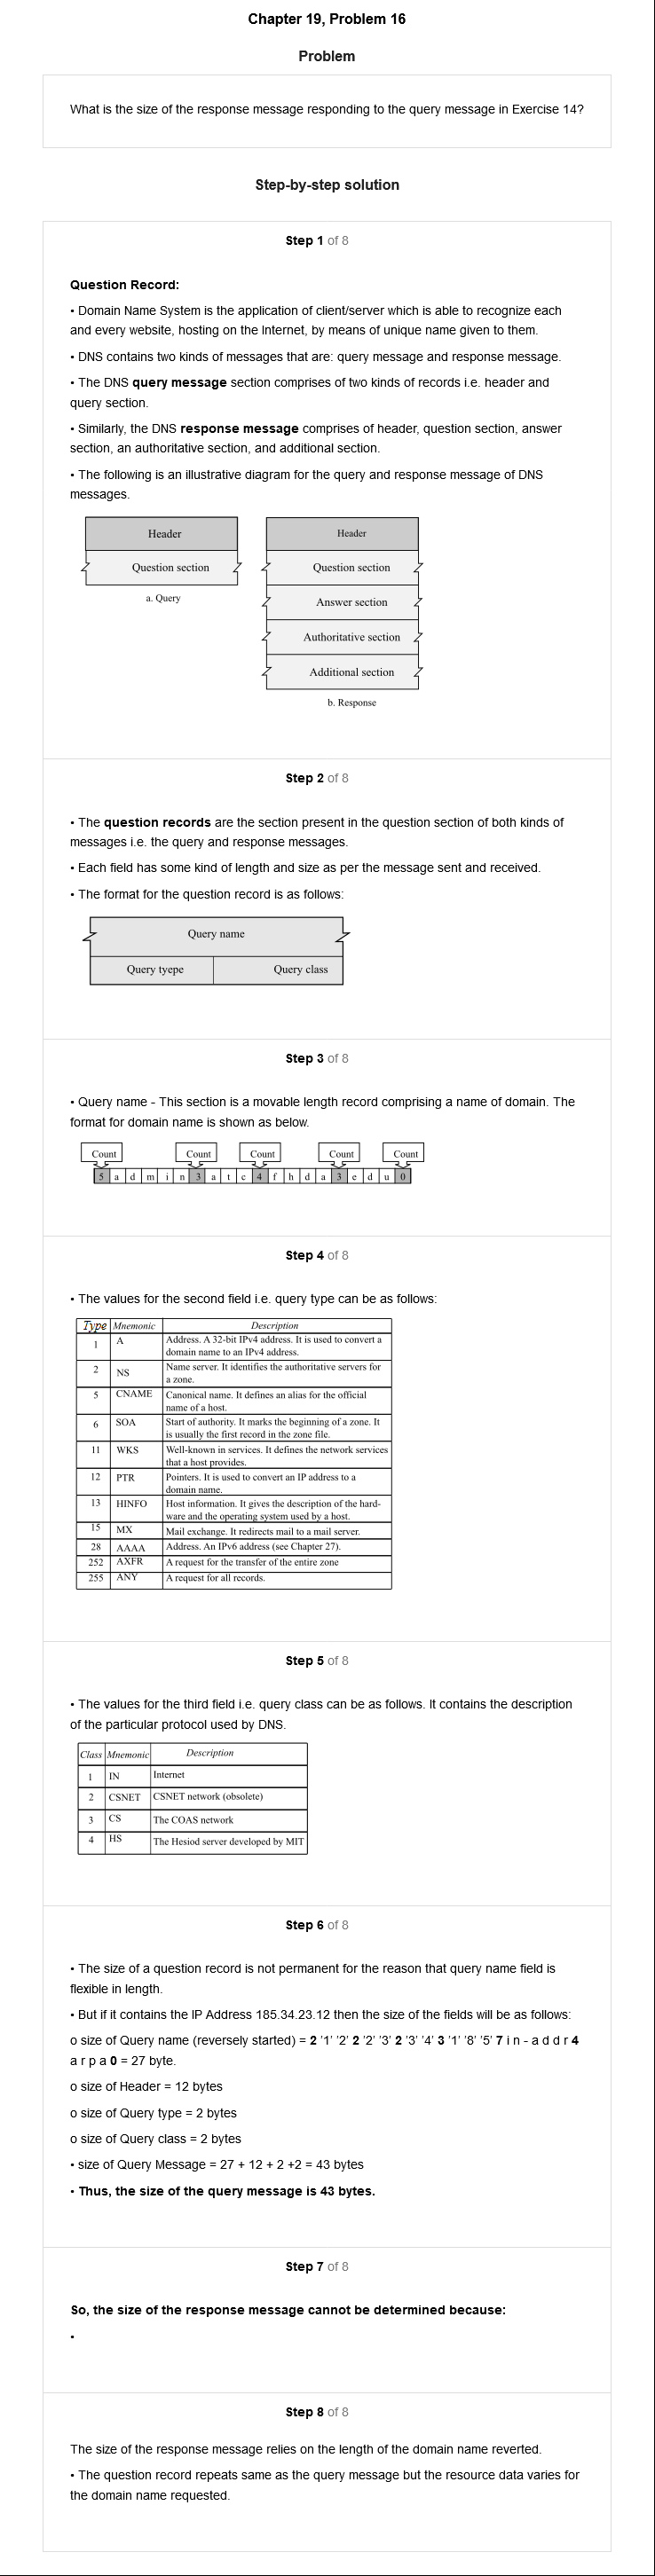 Chapter 19, Problem 16
Problem
What is the size of the response message responding to the query message in Exercise 14?
Step-by-step solution
Step 1 of 8
Question Record:
• Domain Name System is the application of client/server which is able to recognize each
and every website, hosting on the Internet, by means of unique name given to them.
• DNS contains two kinds of messages that are: query message and response message.
• The DNS query message section comprises of two kinds of records i.e. header and
query section.
• Similarly, the DNS response message comprises of header, question section, answer
section, an authoritative section, and additional section.
• The following is an illustrative diagram for the query and response message of DNS
messages.
Header
Question section
a. Query
Header
Question section
Answer section
Authoritative section
Additional section
b. Response
Step 2 of 8
• The question records are the section present in the question section of both kinds of
messages i.e. the query and response messages.
• Each field has some kind of length and size as per the message sent and received.
• The format for the question record is as follows:
Query name
Query tyepe Query class
Step 3 of 8
• Query name - This section is a movable length record comprising a name of domain. The
format for domain name is shown as below.
Count Count Count Count Count
5 a d m i n 3 a t c 4 f h d a 3 e d u 0
Step 4 of 8
• The values for the second field i.e. query type can be as follows:
Type Mnemonic Description
1 A Address. A 32-bit IPv4 address. It is used to convert a
domain name to an IPv4 address.
2 NS Name server. It identifies the authoritative servers for
a zone.
5 CNAME Canonical name. It defines an alias for the official
name of a host.
6 SOA Start of authority. It marks the beginning of a zone. It
is usually the first record in the zone file.
11 WKS Well-known in services. It defines the network services
that a host provides.
12 PTR Pointers. It is used to convert an IP address to a
domain name.
13 HINFO Host information. It gives the description of the hard-
ware and the operating system used by a host.
15 MX Mail exchange. It redirects mail to a mail server.
28 AAAA Address. An IPv6 address (see Chapter 27).
252 AXFR A request for the transfer of the entire zone
255 ANY A request for all records.
Step 5 of 8
• The values for the third field i.e. query class can be as follows. It contains the description
of the particular protocol used by DNS.
Class Mnemonic Description
1 IN Internet
2 CSNET CSNET network (obsolete)
3 CS The COAS network
4 HS The Hesiod server developed by MIT
Step 6 of 8
• The size of a question record is not permanent for the reason that query name field is
flexible in length.
• But if it contains the IP Address 185.34.23.12 then the size of the fields will be as follows:
o size of Query name (reversely started) = 2 '1' '2' 2 '2' '3' 2 '3' '4' 3 '1' '8' '5' 7 i n - a d d r 4
a r p a 0 = 27 byte.
o size of Header = 12 bytes
o size of Query type = 2 bytes
o size of Query class = 2 bytes
• size of Query Message = 27 + 12 + 2 +2 = 43 bytes
• Thus, the size of the query message is 43 bytes.
Step 7 of 8
So, the size of the response message cannot be determined because:
•
Step 8 of 8
The size of the response message relies on the length of the domain name reverted.
• The question record repeats same as the query message but the resource data varies for
the domain name requested.